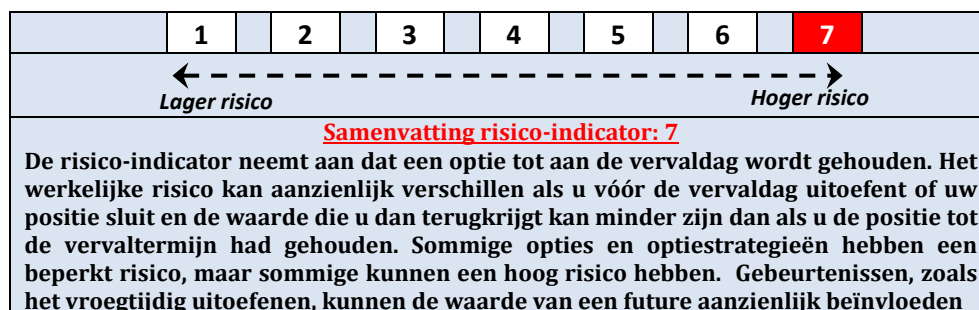 1 2 3 4 5 6 7
Lager risico Hoger risico
Samenvatting risico-indicator: 7
De risico-indicator neemt aan dat een optie tot aan de vervaldag wordt gehouden. Het
werkelijke risico kan aanzienlijk verschillen als u vóór de vervaldag uitoefent of uw
positie sluit en de waarde die u dan terugkrijgt kan minder zijn dan als u de positie tot
de vervaltermijn had gehouden. Sommige opties en optiestrategieën hebben een
beperkt risico, maar sommige kunnen een hoog risico hebben. Gebeurtenissen, zoals
het vroegtijdig uitoefenen, kunnen de waarde van een future aanzienlijk beïnvloeden